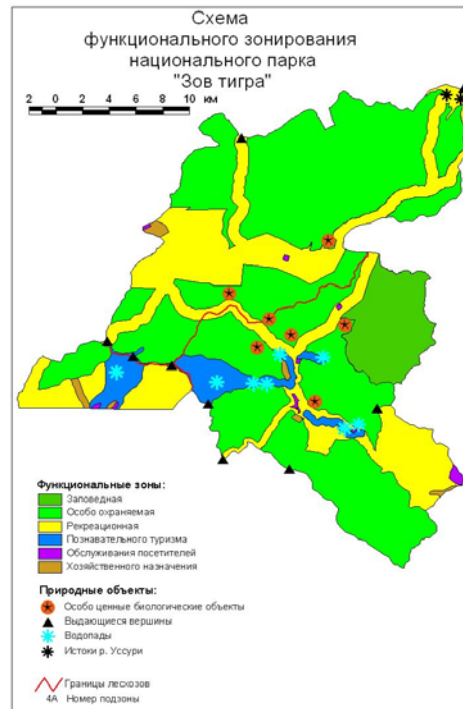 Схема
функционального зонирования
национального парка
"Зов тигра"
2 0 2 4 6 8 10 км
Функциональные зоны:
Заповедная
Особо охраняемая
Рекреационная
Познавательного туризма
Обслуживания посетителей
Хозяйственного назначения
Природные объекты:
Особо ценные биологические объекты
Выдающиеся вершины
Водопады
Истоки р. Уссури
Границы лесхозов
4А Номер подзоны